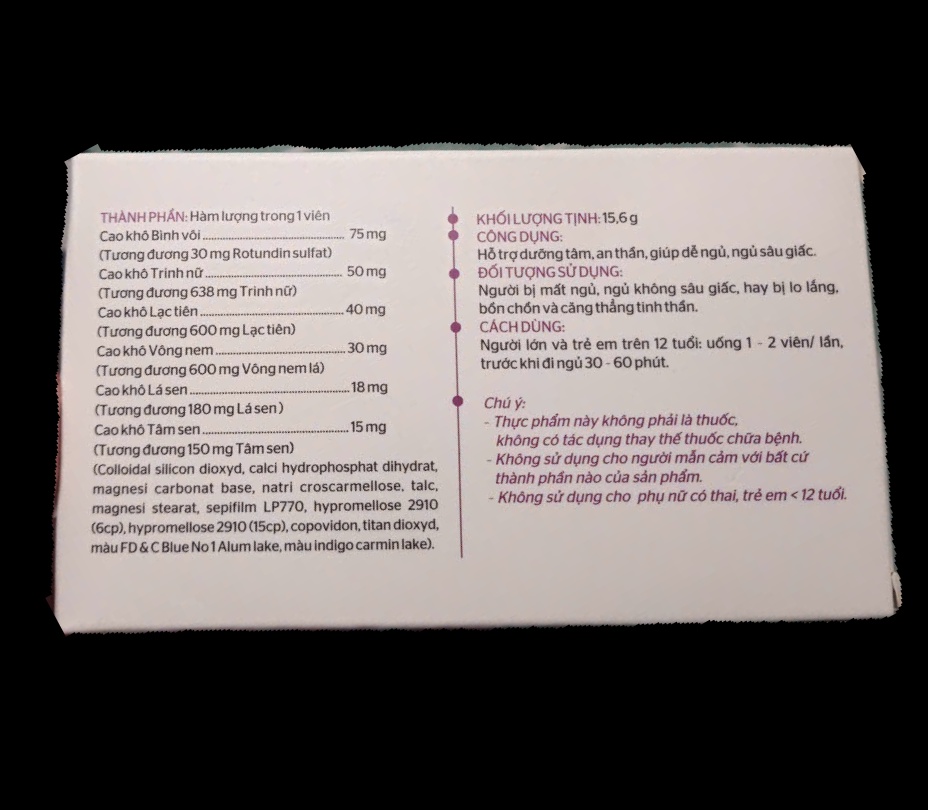 THÀNH PHẦN: Hàm lượng trong 1 viên
Cao khô Bình vôi ........................................ 75 mg
(Tương đương 30 mg Rotundin sulfat)
Cao khô Trinh nữ ........................................ 50 mg
(Tương đương 638 mg Trinh nữ)
Cao khô Lạc tiên ........................................ 40 mg
(Tương đương 600 mg Lạc tiên)
Cao khô Vông nem ........................................ 30 mg
(Tương đương 600 mg Vông nem lá)
Cao khô Lá sen ........................................ 18 mg
(Tương đương 180 mg Lá sen )
Cao khô Tâm sen ........................................ 15 mg
(Tương đương 150 mg Tâm sen)
(Colloidal silicon dioxyd, calci hydrophosphat dihydrat,
magnesi carbonat base, natri croscarmellose, talc,
magnesi stearat, sepifilm LP770, hypromellose 2910
(6cp), hypromellose 2910 (15cp), copovidon, titan dioxyd,
màu FD & C Blue No 1 Alum lake, màu indigo carmin lake).
KHỐI LƯỢNG TỊNH: 15,6 g
CÔNG DỤNG:
Hỗ trợ dưỡng tâm, an thần, giúp dễ ngủ, ngủ sâu giấc.
ĐỐI TƯỢNG SỬ DỤNG:
Người bị mất ngủ, ngủ không sâu giấc, hay bị lo lắng,
bồn chồn và căng thẳng tinh thần.
CÁCH DÙNG:
Người lớn và trẻ em trên 12 tuổi: uống 1 - 2 viên/ lần,
trước khi đi ngủ 30 - 60 phút.
Chú ý:
- Thực phẩm này không phải là thuốc,
không có tác dụng thay thế thuốc chữa bệnh.
- Không sử dụng cho người mẫn cảm với bất cứ
thành phần nào của sản phẩm.
- Không sử dụng cho phụ nữ có thai, trẻ em < 12 tuổi.